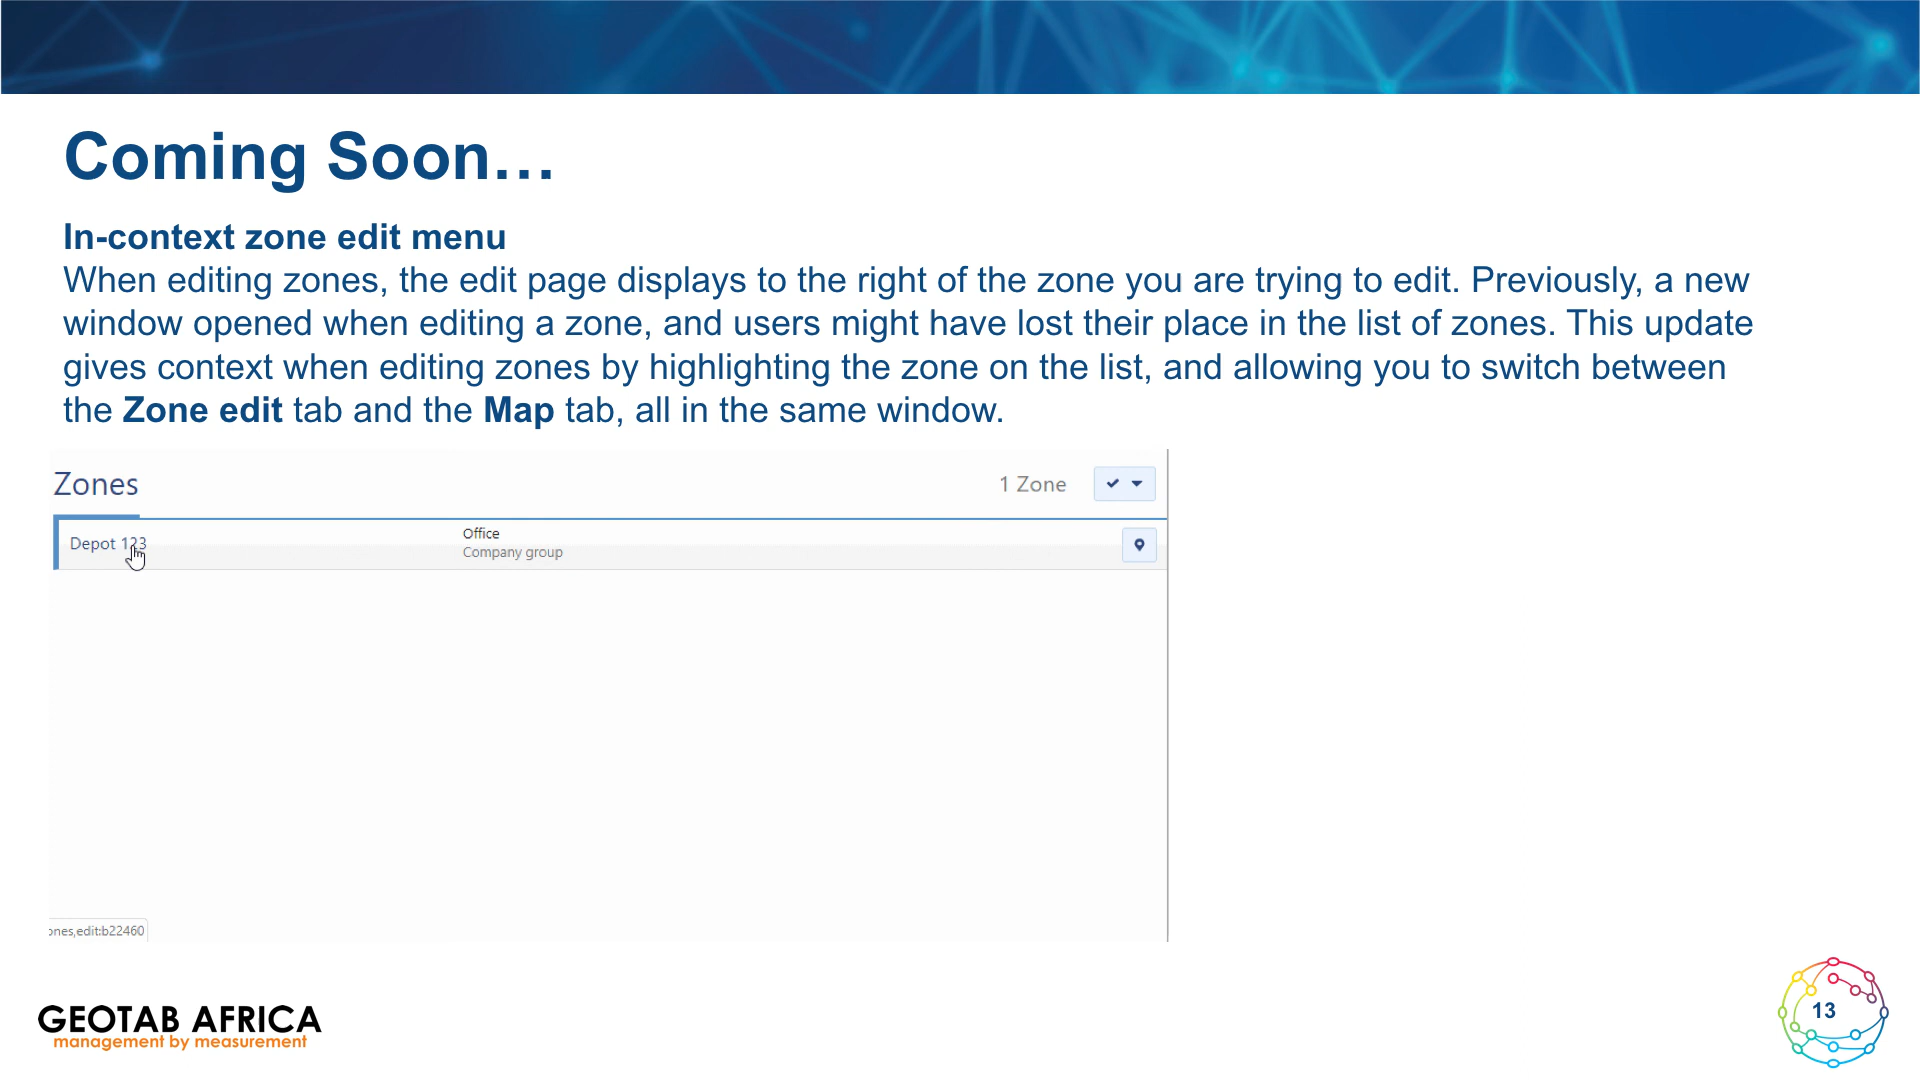 Coming Soon…
In-context zone edit menu
When editing zones, the edit page displays to the right of the zone you are trying to edit. Previously, a new
window opened when editing a zone, and users might have lost their place in the list of zones. This update
gives context when editing zones by highlighting the zone on the list, and allowing you to switch between
the Zone edit tab and the Map tab, all in the same window.
Zones
1 Zone
Depot 123
Office
Company group
ones,edit:b22460
GEOTAB AFRICA
management by measurement
13